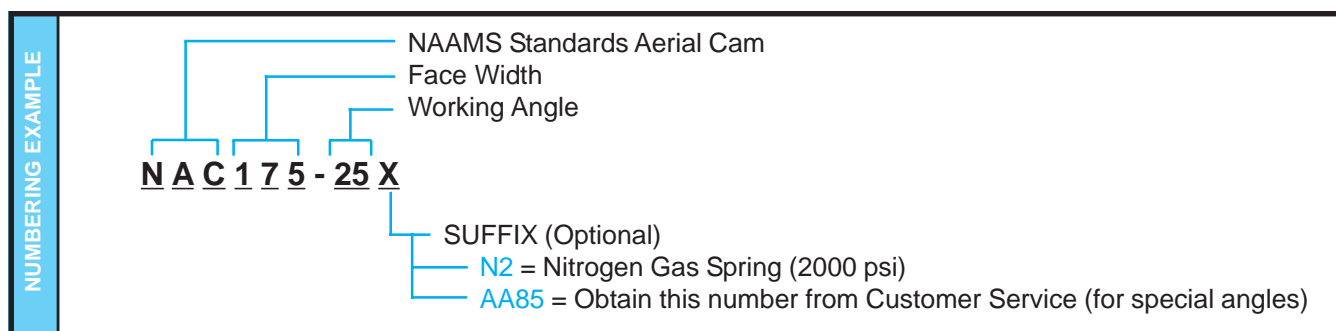 NUMBERING EXAMPLE
NAAMS Standards Aerial Cam
Face Width
Working Angle
N A C 1 7 5 - 25 X
SUFFIX (Optional)
N2 = Nitrogen Gas Spring (2000 psi)
AA85 = Obtain this number from Customer Service (for special angles)